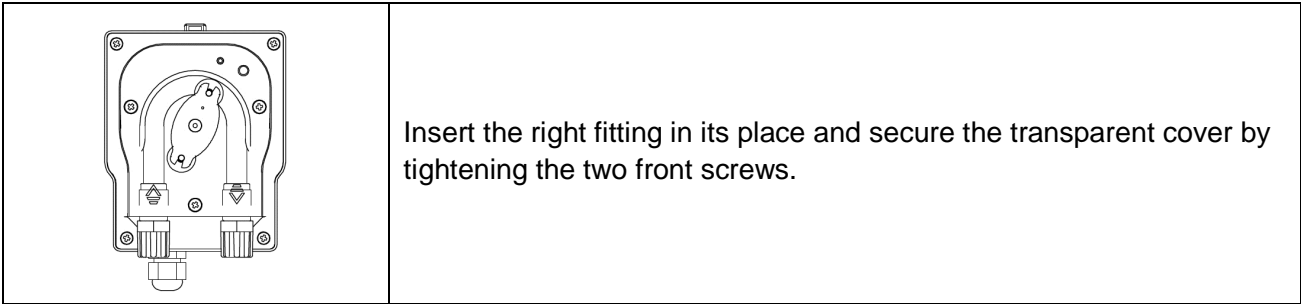 Insert the right fitting in its place and secure the transparent cover by
tightening the two front screws.